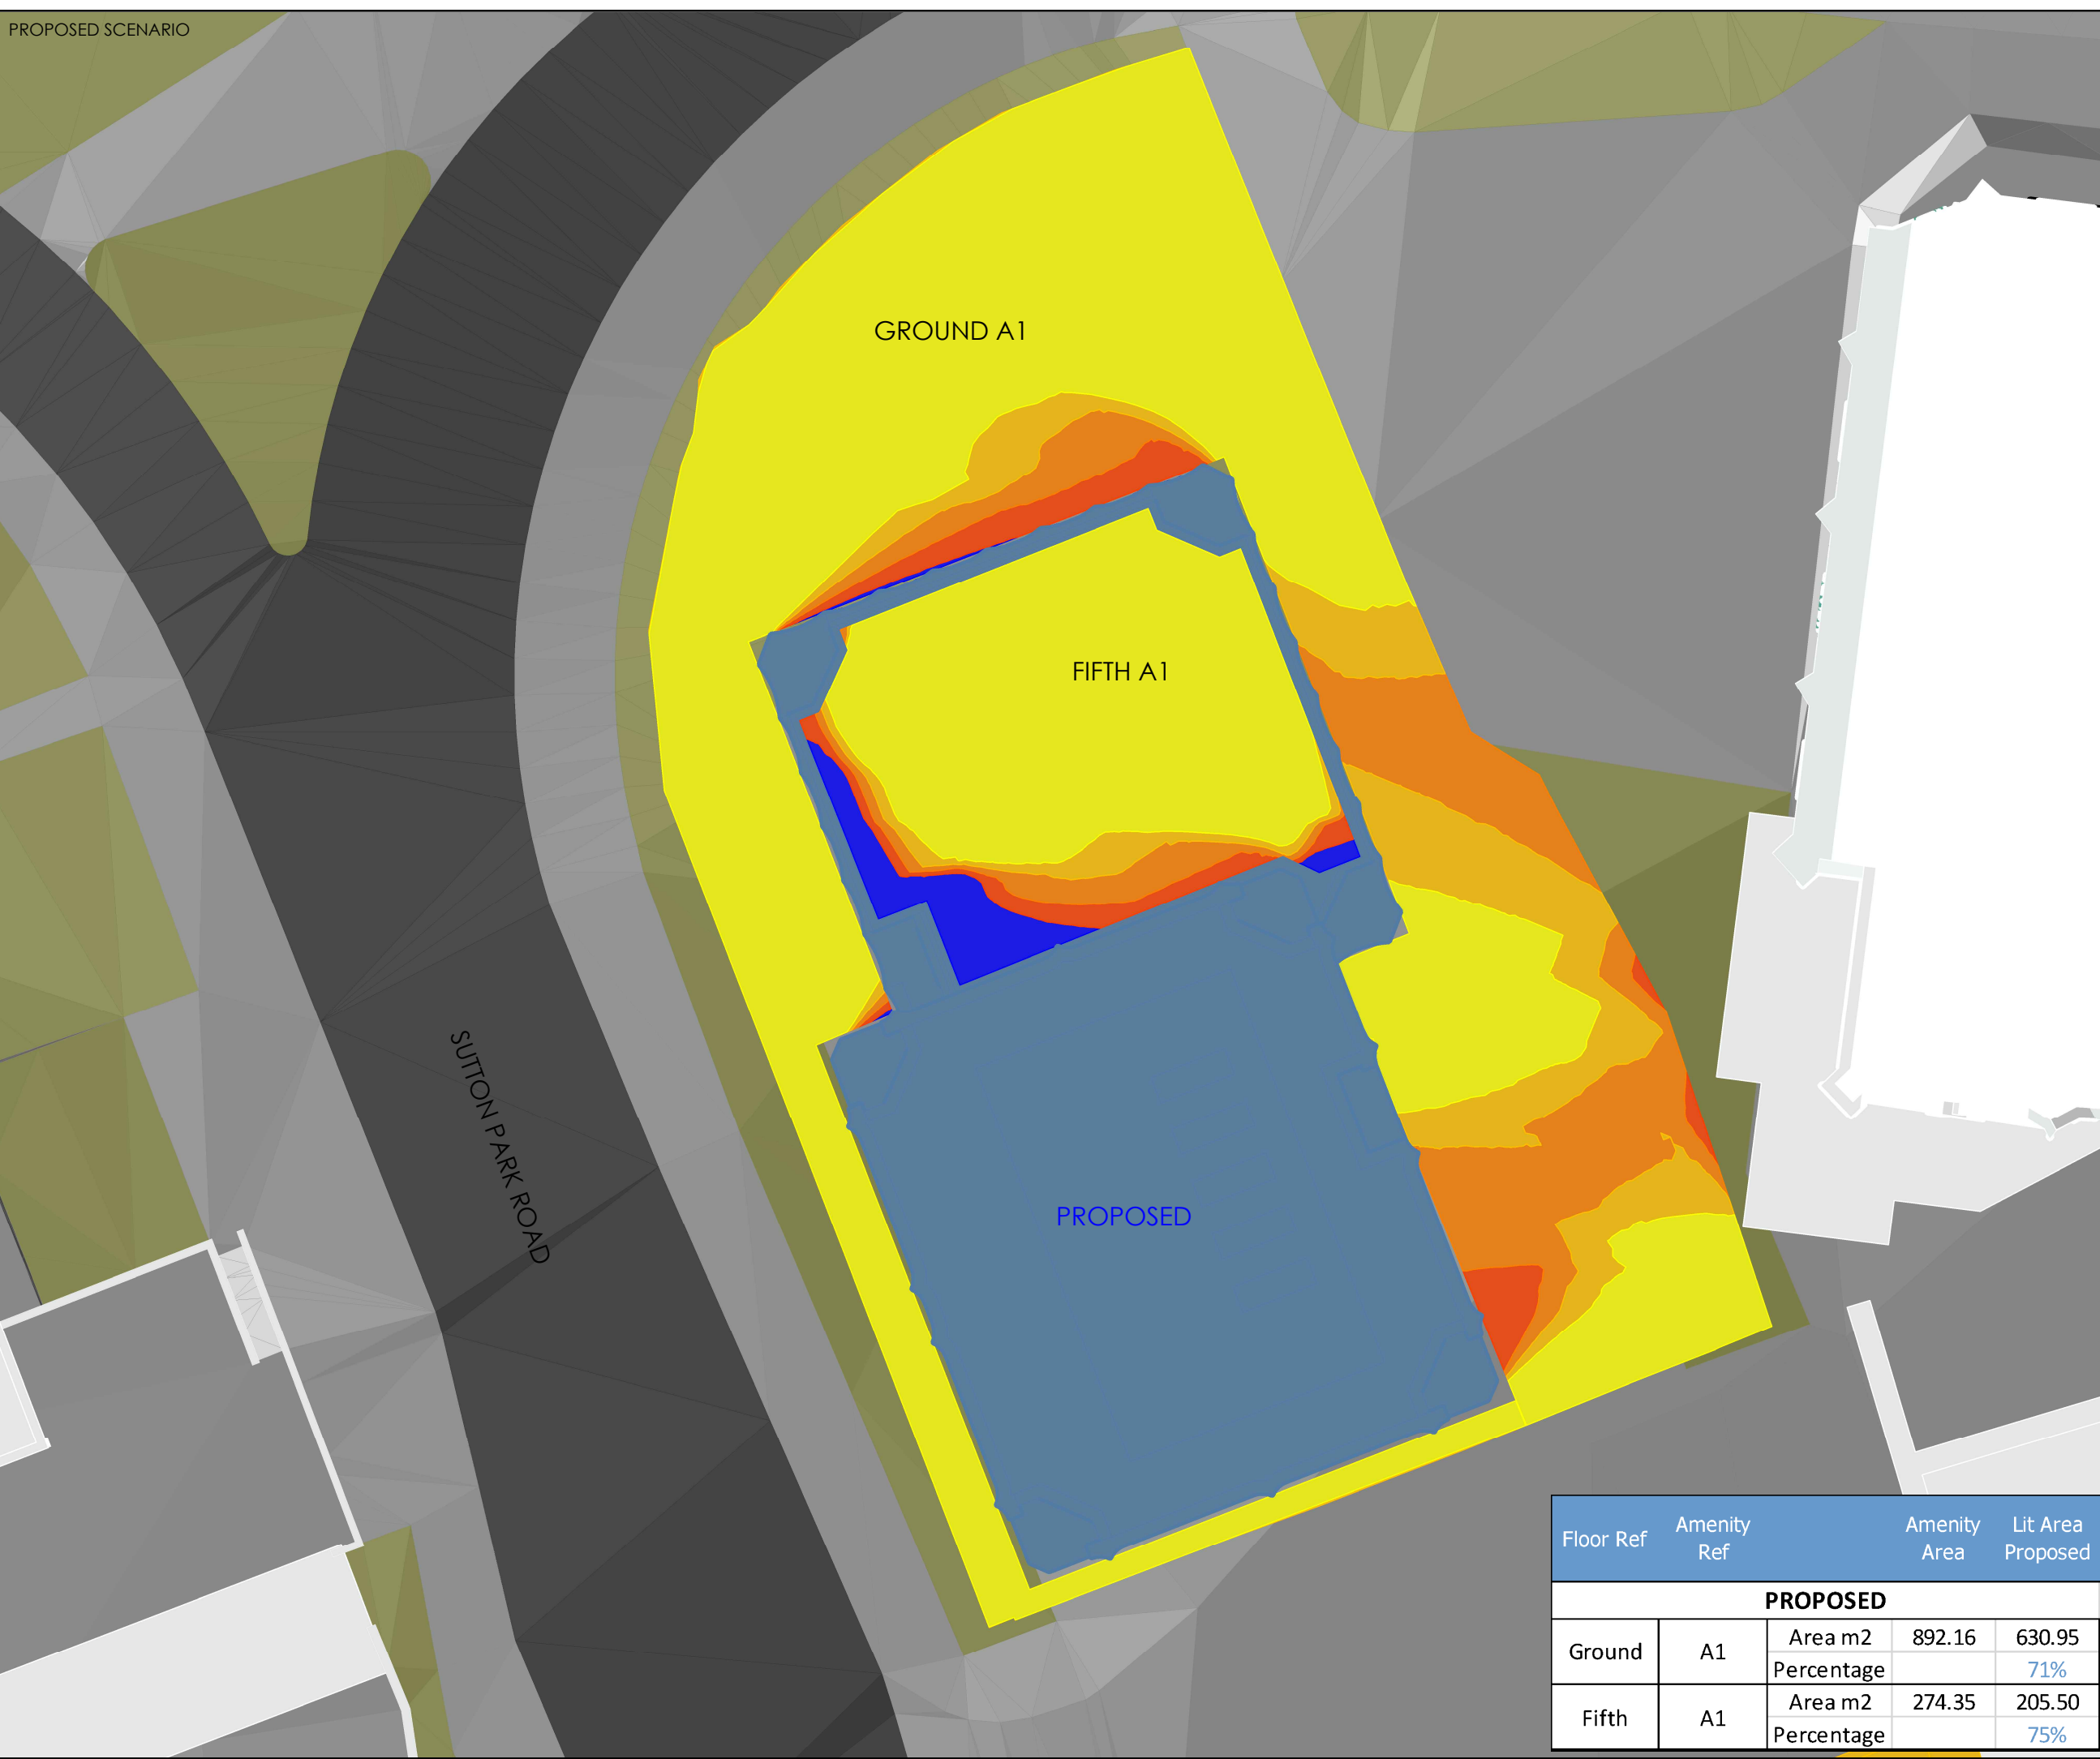 PROPOSED SCENARIO
GROUND A1
FIFTH A1
SUTTON PARK ROAD
PROPOSED
Floor Ref Amenity Ref Amenity Area Lit Area Proposed
PROPOSED
Ground A1 Area m2 892.16 630.95
Percentage 71%
Fifth A1 Area m2 274.35 205.50
Percentage 75%